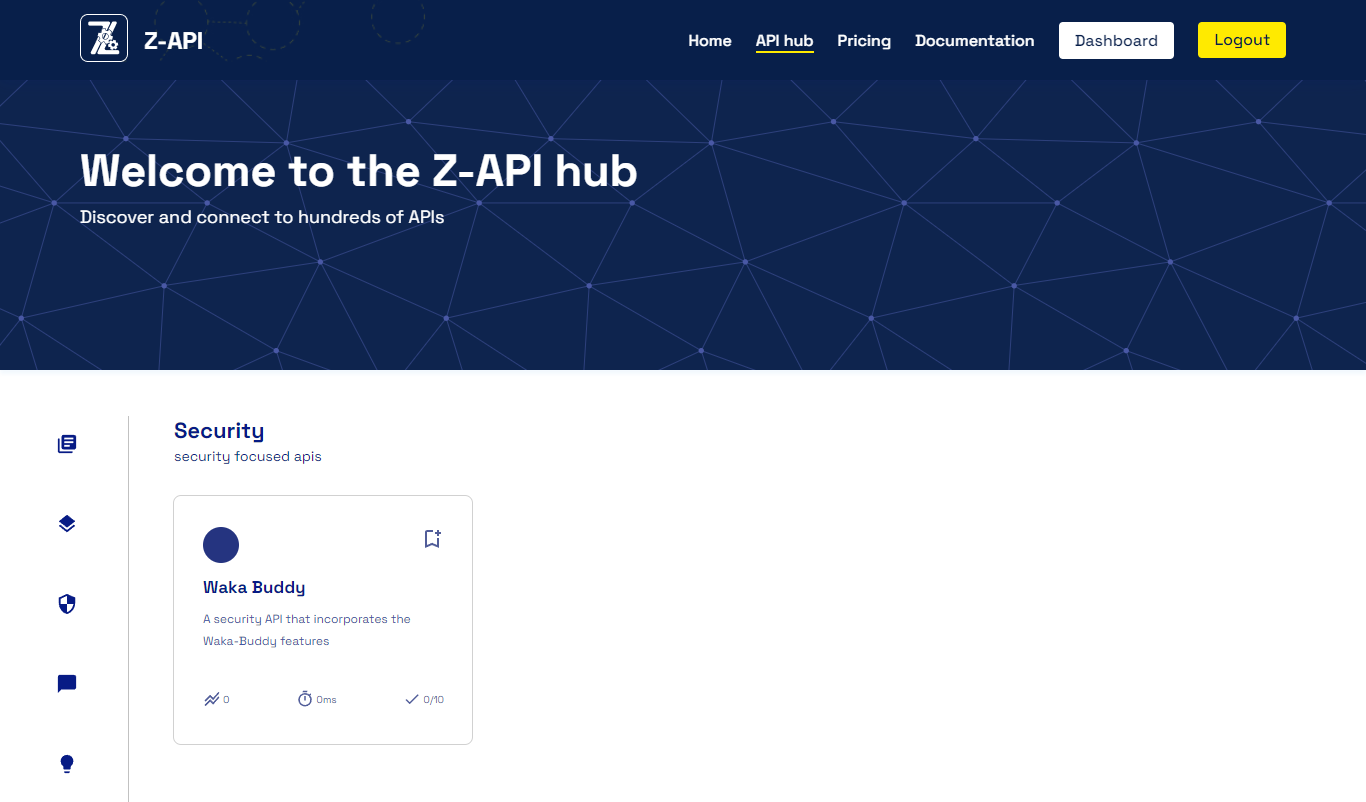 Z-API
Home API hub Pricing Documentation Dashboard Logout
Welcome to the Z-API hub
Discover and connect to hundreds of APIs
Security
security focused apis
Waka Buddy
A security API that incorporates the
Waka-Buddy features
0 0ms 0/10